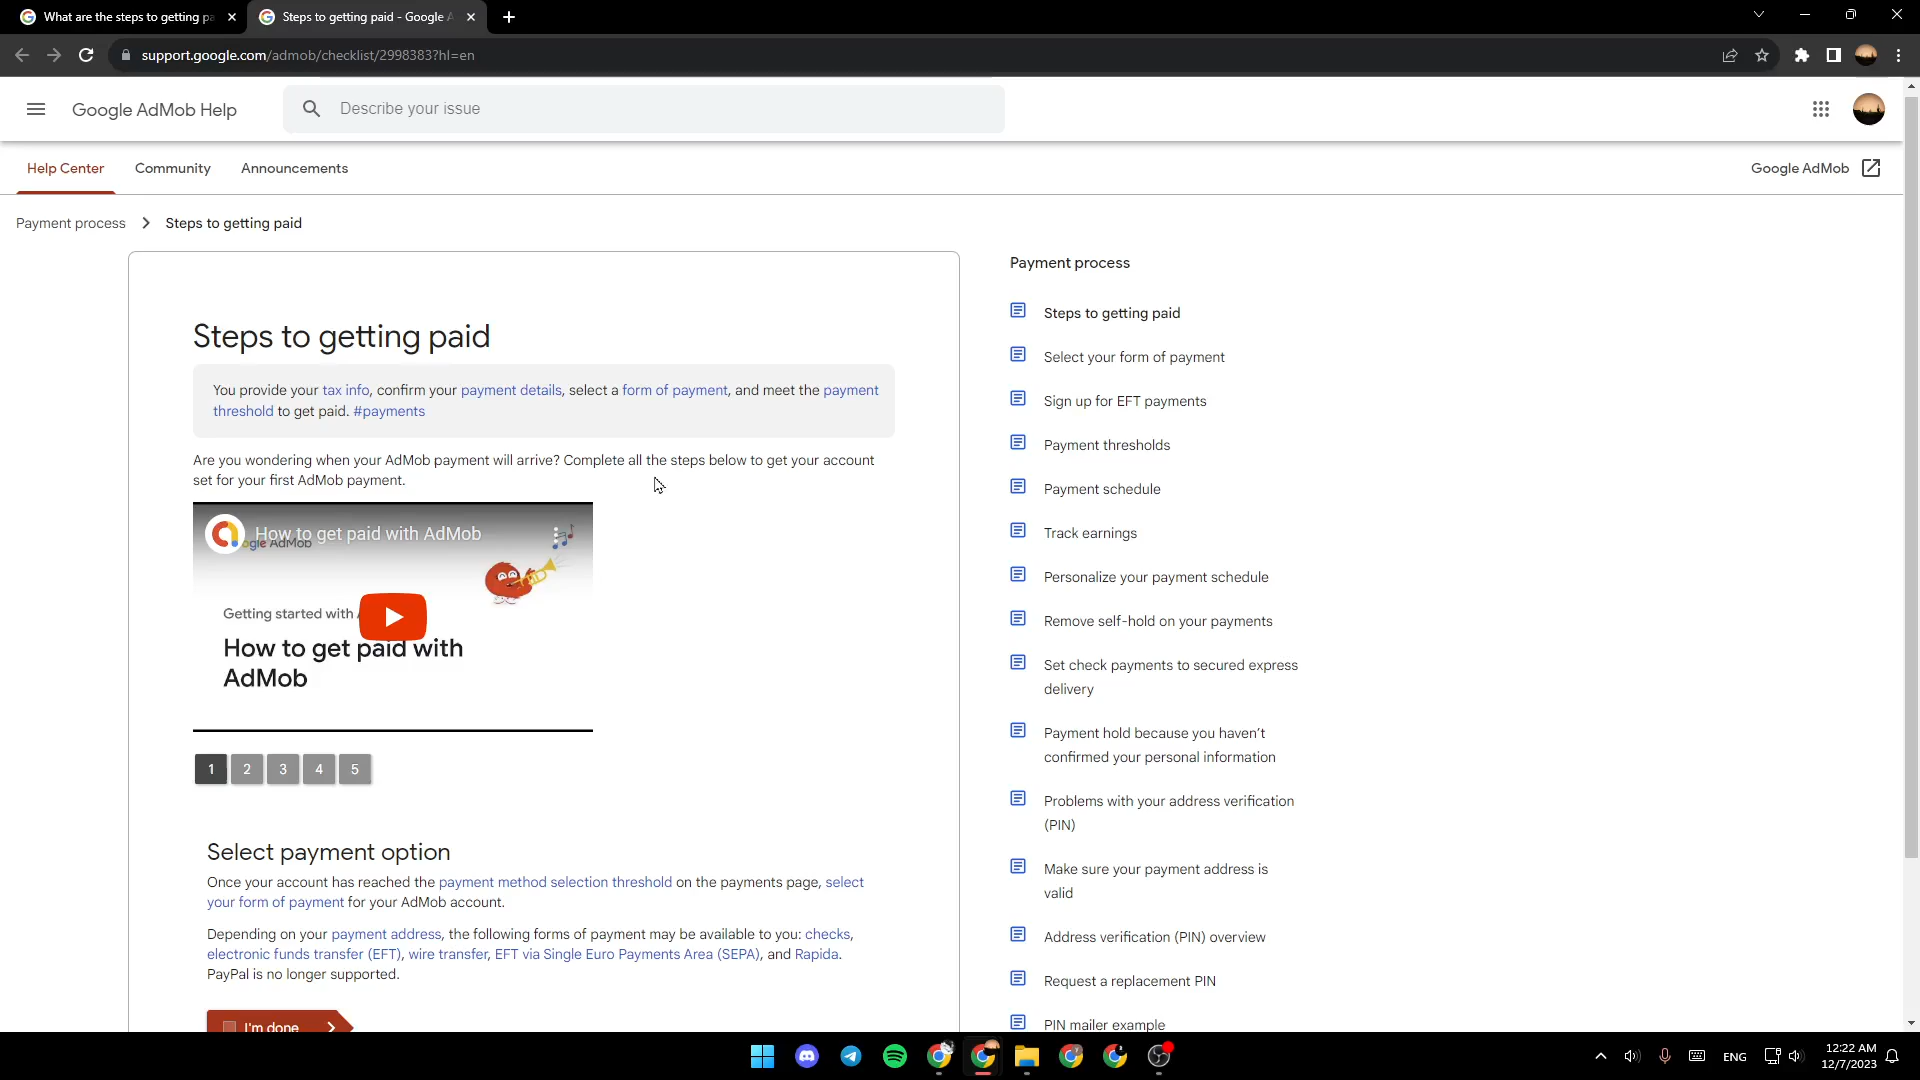 What are the steps to getting pa
Steps to getting paid - Google A
support.google.com/admob/checklist/2998383?hl=en
Google AdMob Help
Describe your issue
Help Center
Community
Announcements
Google AdMob
Payment process
Steps to getting paid
Steps to getting paid
You provide your tax info, confirm your payment details, select a form of payment, and meet the payment
threshold to get paid. #payments
Are you wondering when your AdMob payment will arrive? Complete all the steps below to get your account
set for your first AdMob payment.
How to get paid with AdMob
ogle AdMob
Getting started with
How to get paid with
AdMob
1
2
3
4
5
Select payment option
Once your account has reached the payment method selection threshold on the payments page, select
your form of payment for your AdMob account.
Depending on your payment address, the following forms of payment may be available to you: checks,
electronic funds transfer (EFT), wire transfer, EFT via Single Euro Payments Area (SEPA), and Rapida.
PayPal is no longer supported.
I'm done
Payment process
Steps to getting paid
Select your form of payment
Sign up for EFT payments
Payment thresholds
Payment schedule
Track earnings
Personalize your payment schedule
Remove self-hold on your payments
Set check payments to secured express
delivery
Payment hold because you haven't
confirmed your personal information
Problems with your address verification
(PIN)
Make sure your payment address is
valid
Address verification (PIN) overview
Request a replacement PIN
PIN mailer example
ENG
12:22 AM
12/7/2023